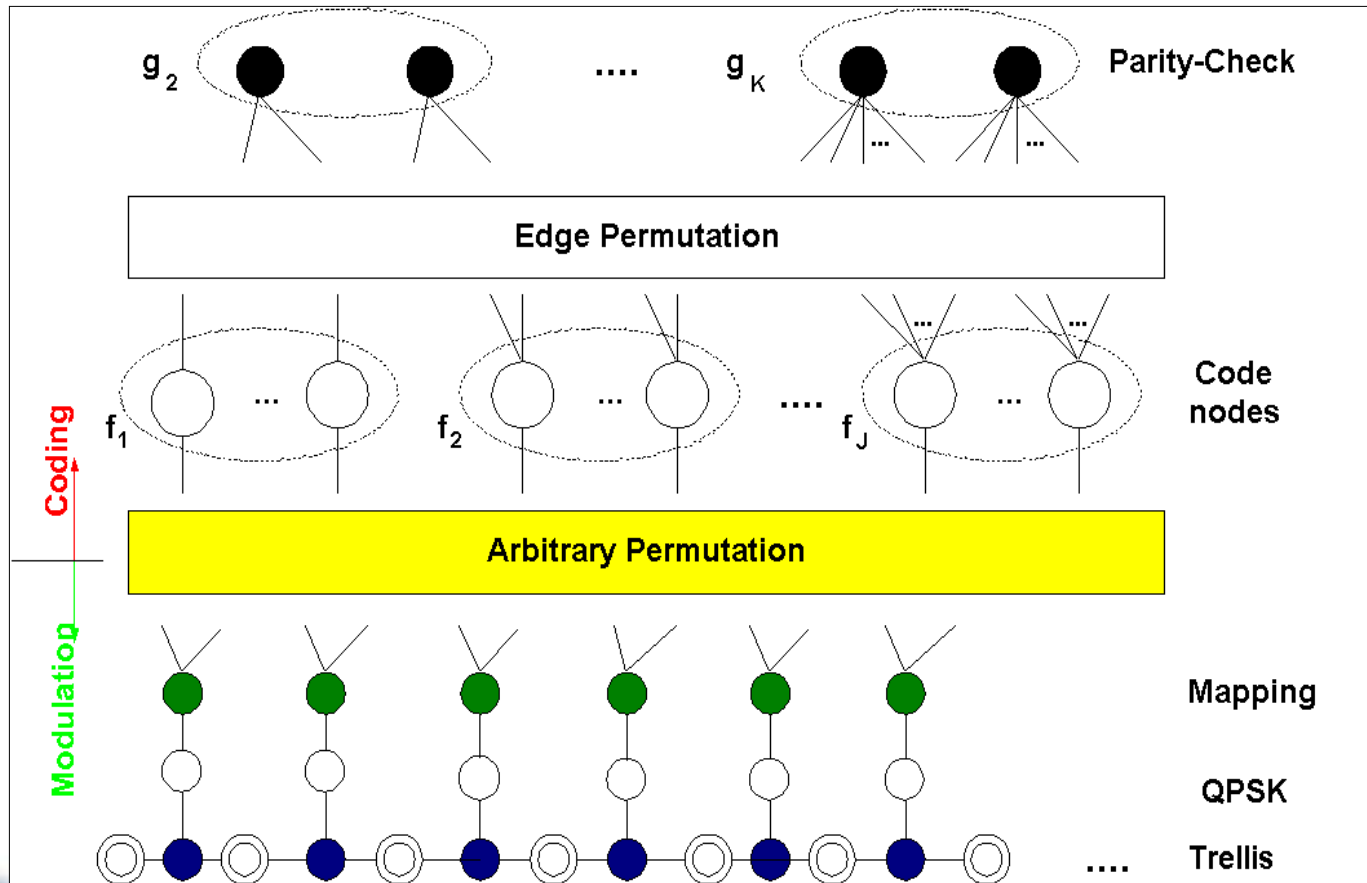 g2 .... gK Parity-Check
... ...
Edge Permutation
... ...
f1 ... f2 ... .... fJ ... Code
nodes
Coding
Arbitrary Permutation
Modulation
Mapping
QPSK
.... Trellis